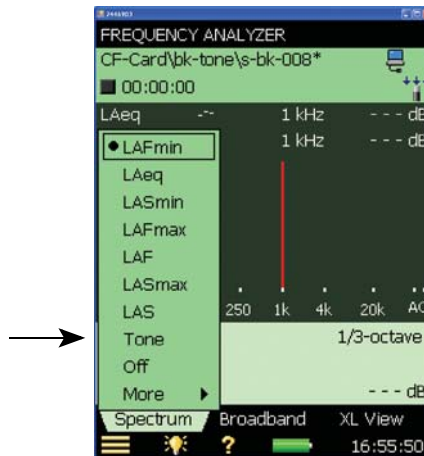 FREQUENCY ANALYZER
CF-Card\bk-tone\s-bk-008*
00:00:00
LAeq 1 kHz - - - dB
LAFmin 1 kHz - - - dB
LAeq
LASmin
LAFmax
LAF
LASmax
LAS 250 1k 4k 20k AC
Tone 1/3-octave
Off
More - - - dB
Spectrum Broadband XL View
? 16:55:50